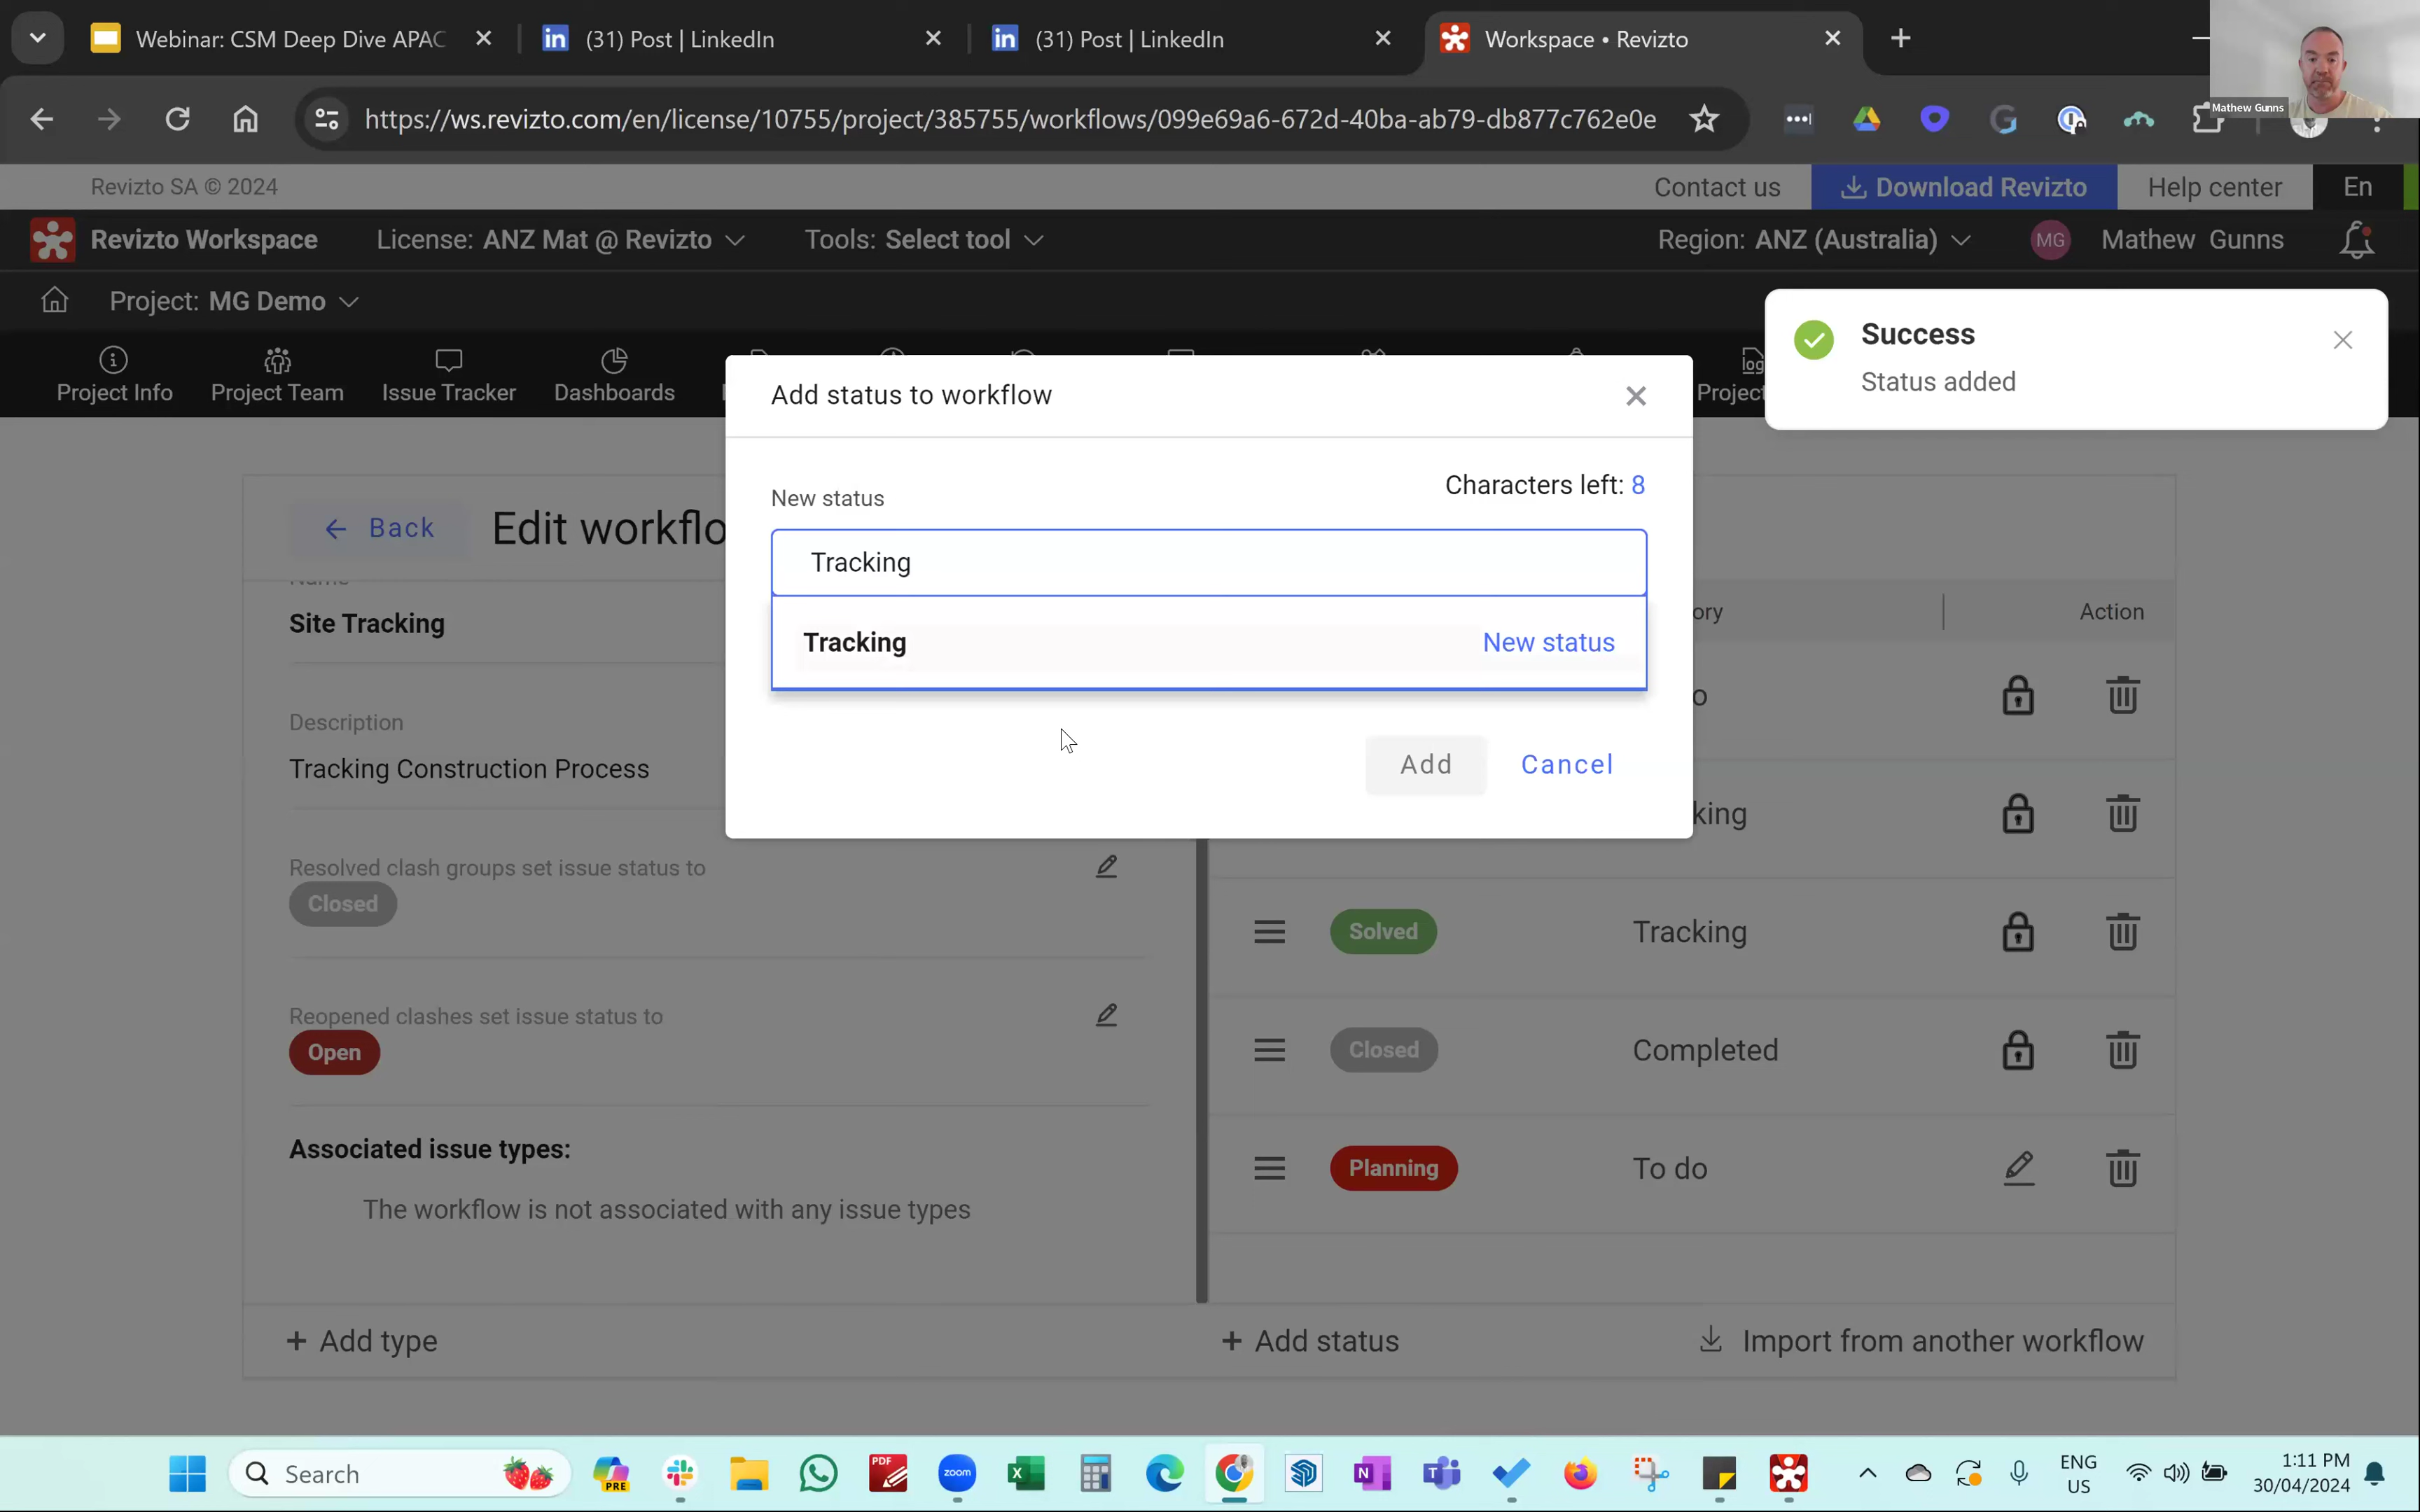 Webinar: CSM Deep Dive APAC
(31) Post | LinkedIn
(31) Post | LinkedIn
Workspace • Revizto
Mathew Gunns
https://ws.revizto.com/en/license/10755/project/385755/workflows/099e69a6-672d-40ba-ab79-db877c762e0e
Revizto SA © 2024
Contact us
Download Revizto
Help center
En
Revizto Workspace
License: ANZ Mat @ Revizto
Tools: Select tool
Region: ANZ (Australia)
MG
Mathew Gunns
Project: MG Demo
Project Info
Project Team
Issue Tracker
Dashboards
Success
Status added
Add status to workflow
New status
Characters left: 8
Tracking
Tracking
New status
Add
Cancel
Back
Edit workflo
Name
Site Tracking
Description
Tracking Construction Process
Resolved clash groups set issue status to
Closed
Reopened clashes set issue status to
Open
Associated issue types:
The workflow is not associated with any issue types
+ Add type
ory
Action
o
king
Solved
Tracking
Closed
Completed
Planning
To do
+ Add status
Import from another workflow
Search
PRE
PDF
zoom
ENG
US
1:11 PM
30/04/2024